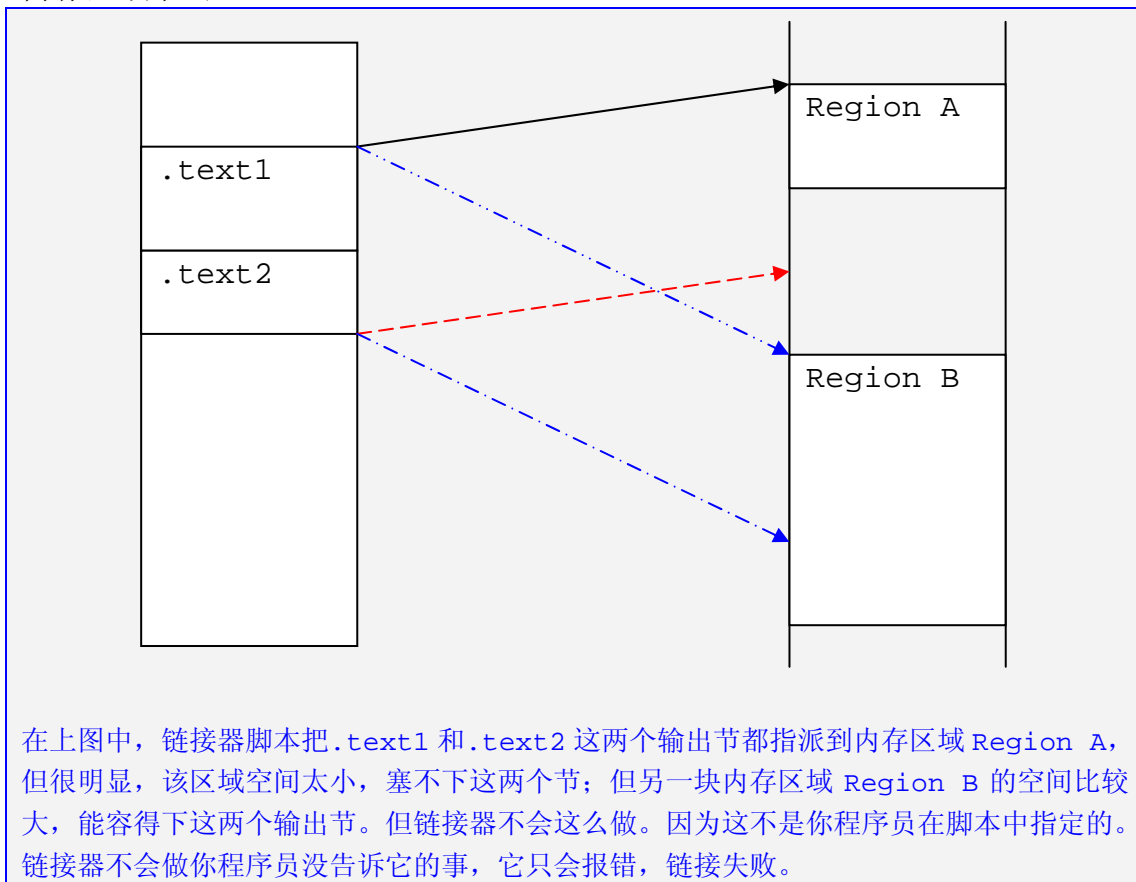 Region A
.text1
.text2
Region B
在上图中，链接器脚本把.text1 和.text2 这两个输出节都指派到内存区域 Region A，
但很明显，该区域空间太小，塞不下这两个节；但另一块内存区域 Region B 的空间比较
大，能容得下这两个输出节。但链接器不会这么做。因为这不是你程序员在脚本中指定的。
链接器不会做你程序员没告诉它的事，它只会报错，链接失败。